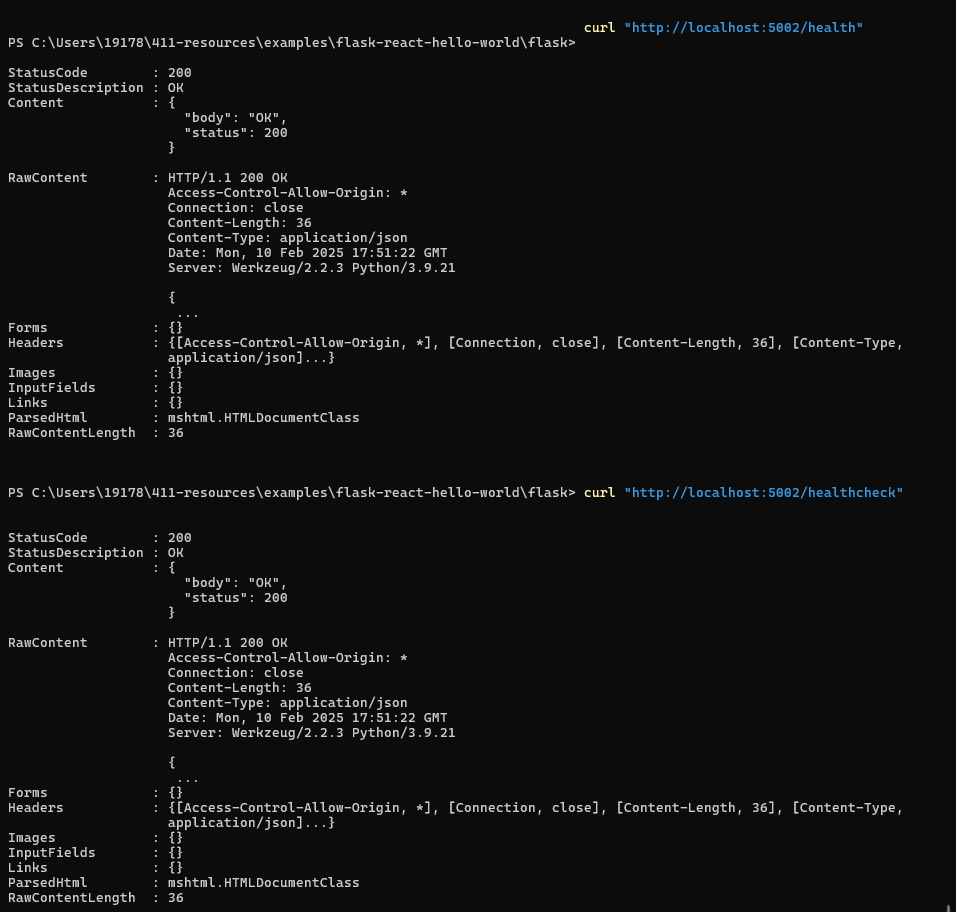 curl "http://localhost:5002/health"
PS C:\Users\19178\411-resources\examples\flask-react-hello-world\flask>
StatusCode        : 200
StatusDescription : OK
Content           : {
                      "body": "OK",
                      "status": 200
                    }
RawContent        : HTTP/1.1 200 OK
                    Access-Control-Allow-Origin: *
                    Connection: close
                    Content-Length: 36
                    Content-Type: application/json
                    Date: Mon, 10 Feb 2025 17:51:22 GMT
                    Server: Werkzeug/2.2.3 Python/3.9.21
                    {
                     ...
Forms             : {}
Headers           : {[Access-Control-Allow-Origin, *], [Connection, close], [Content-Length, 36], [Content-Type,
                    application/json]...}
Images            : {}
InputFields       : {}
Links             : {}
ParsedHtml        : mshtml.HTMLDocumentClass
RawContentLength  : 36
PS C:\Users\19178\411-resources\examples\flask-react-hello-world\flask> curl "http://localhost:5002/healthcheck"
StatusCode        : 200
StatusDescription : OK
Content           : {
                      "body": "OK",
                      "status": 200
                    }
RawContent        : HTTP/1.1 200 OK
                    Access-Control-Allow-Origin: *
                    Connection: close
                    Content-Length: 36
                    Content-Type: application/json
                    Date: Mon, 10 Feb 2025 17:51:22 GMT
                    Server: Werkzeug/2.2.3 Python/3.9.21
                    {
                     ...
Forms             : {}
Headers           : {[Access-Control-Allow-Origin, *], [Connection, close], [Content-Length, 36], [Content-Type,
                    application/json]...}
Images            : {}
InputFields       : {}
Links             : {}
ParsedHtml        : mshtml.HTMLDocumentClass
RawContentLength  : 36